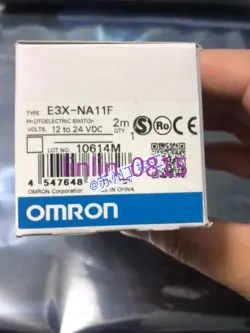 TYPE E3X-NA11F
PHOTOELECTRIC SWITCH 2m
VOLTS. 12 to 24 VDC QTY. 1
LOT NO. 10614M
linlin_0815
4 547648
OMRON Corporation
IN CHINA
OMRON